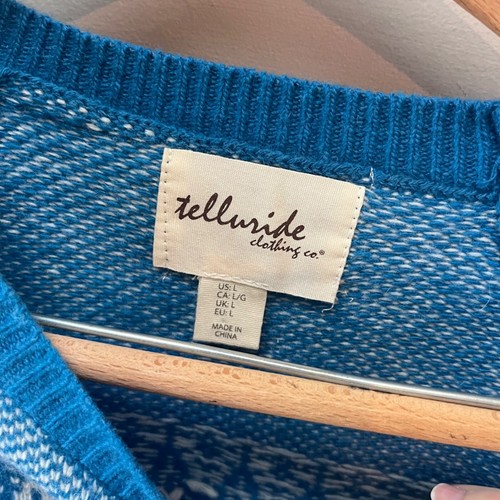 telluride
clothing co.®
US: L
CA: L/G
UK: L
EU: L
MADE IN
CHINA